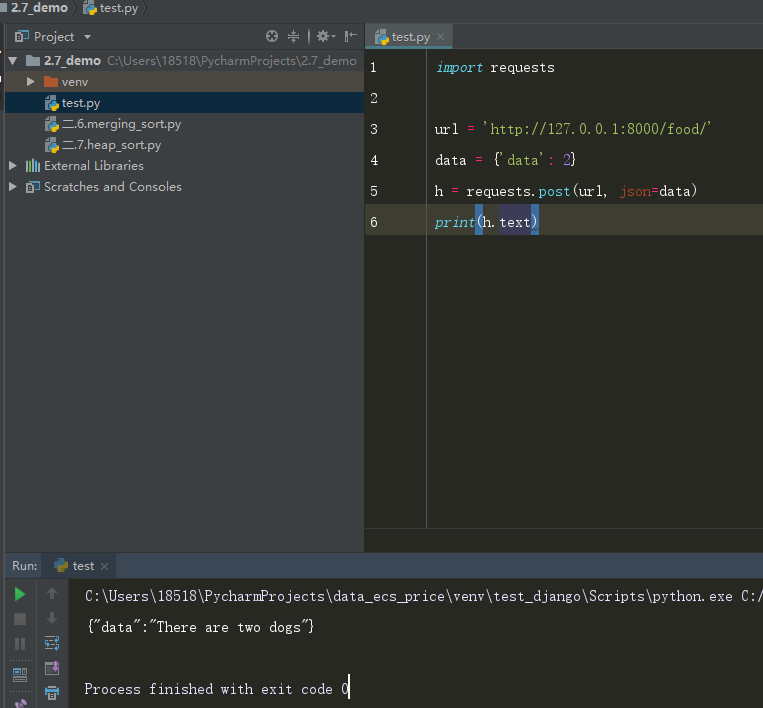 2.7_demo test.py
Project
test.py
2.7_demo C:\Users\18518\PycharmProjects\2.7_demo
venv
test.py
二.6.merging_sort.py
二.7.heap_sort.py
External Libraries
Scratches and Consoles
1 import requests
2
3 url = 'http://127.0.0.1:8000/food/'
4 data = {'data': 2}
5 h = requests.post(url, json=data)
6 print(h.text)
Run: test
C:\Users\18518\PycharmProjects\data_ecs_price\venv\test_django\Scripts\python.exe C:/
{"data":"There are two dogs"}
Process finished with exit code 0